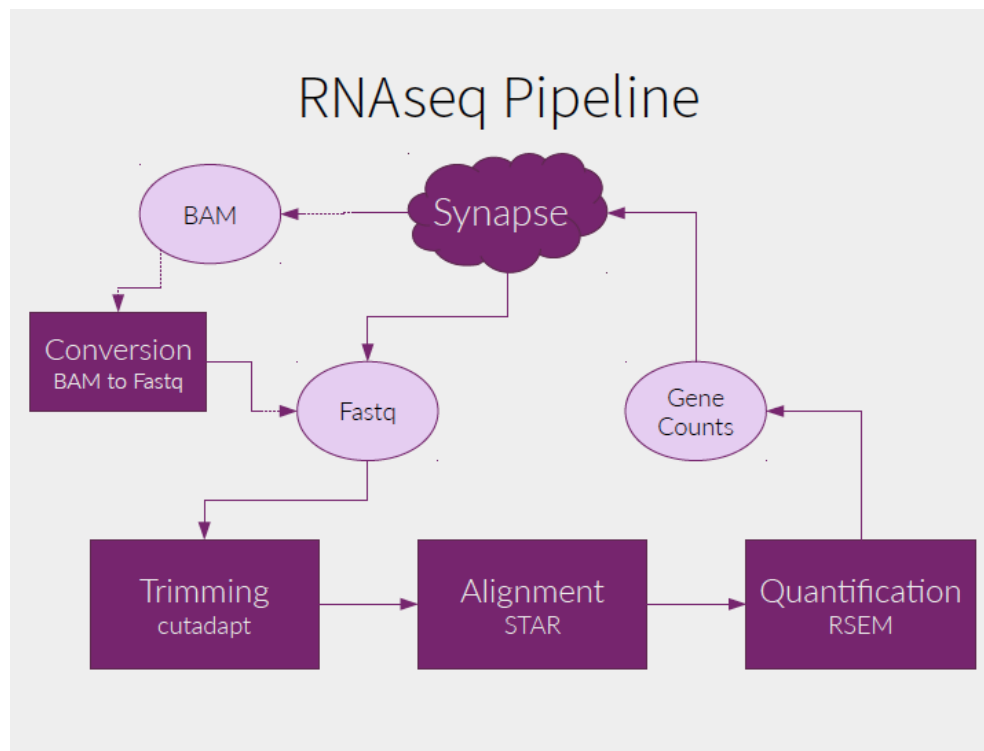 RNAseq Pipeline
BAM
Synapse
Conversion
BAM to Fastq
Fastq
Gene
Counts
Trimming
cutadapt
Alignment
STAR
Quantification
RSEM